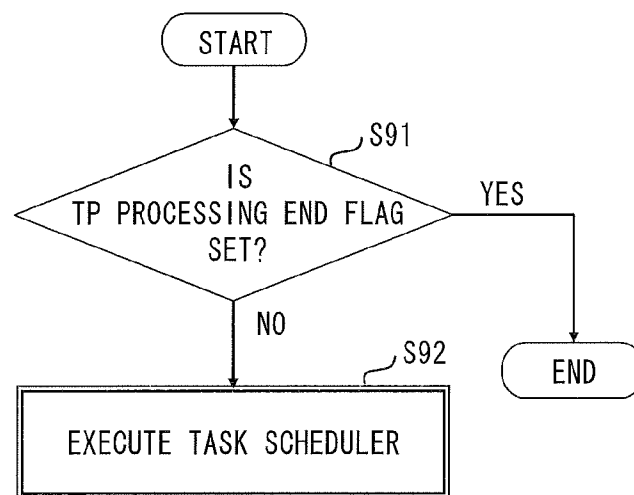 START
S91
IS
TP PROCESSING END FLAG
SET?
YES
NO
S92
END
EXECUTE TASK SCHEDULER